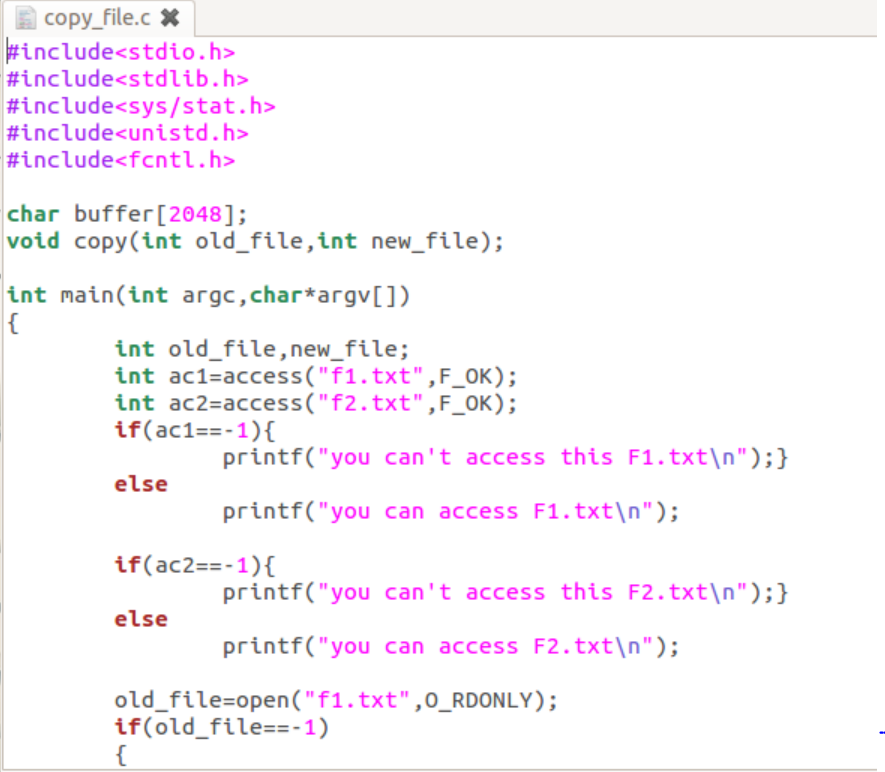 copy_file.c
#include<stdio.h>
#include<stdlib.h>
#include<sys/stat.h>
#include<unistd.h>
#include<fcntl.h>
char buffer[2048];
void copy(int old_file,int new_file);
int main(int argc,char*argv[])
{
int old_file,new_file;
int ac1=access("f1.txt",F_OK);
int ac2=access("f2.txt",F_OK);
if(ac1==-1){
printf("you can't access this F1.txt\n");}
else
printf("you can access F1.txt\n");
if(ac2==-1){
printf("you can't access this F2.txt\n");}
else
printf("you can access F2.txt\n");
old_file=open("f1.txt",O_RDONLY);
if(old_file==-1)
{